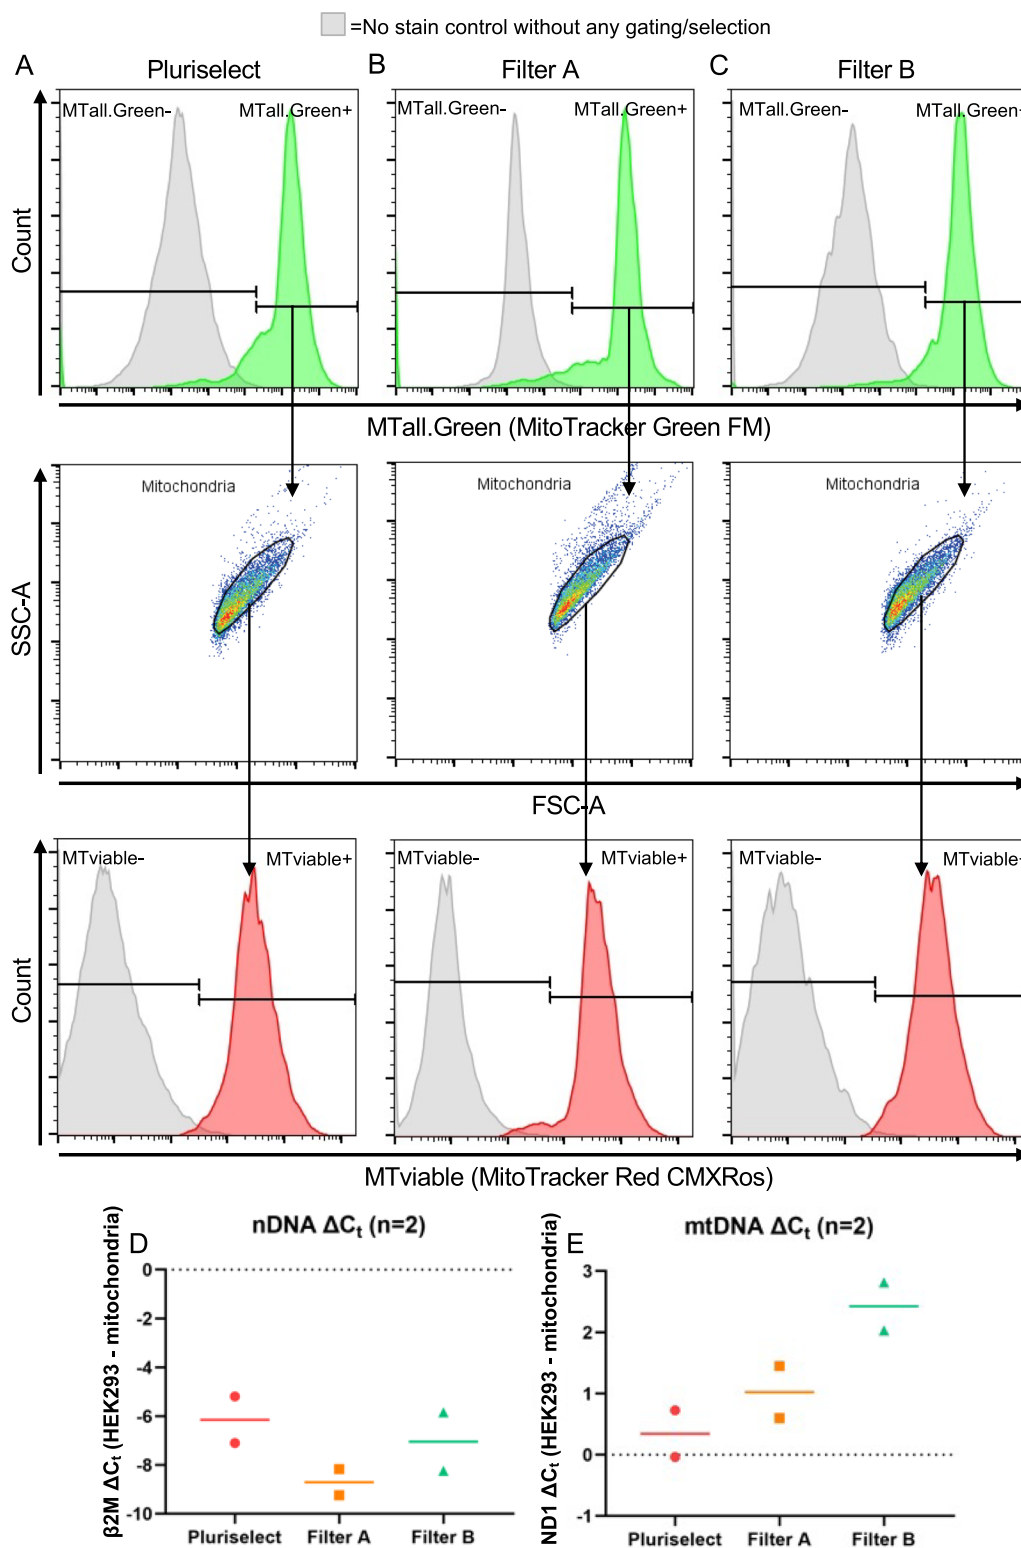 =No stain control without any gating/selection
A Pluriselect B Filter A C Filter B
MTall.Green- MTall.Green+ MTall.Green- MTall.Green+ MTall.Green- MTall.Green+
Count
MTall.Green (MitoTracker Green FM)
Mitochondria Mitochondria Mitochondria
SSC-A
FSC-A
MTviable- MTviable+ MTviable- MTviable+ MTviable- MTviable+
Count
MTviable (MitoTracker Red CMXRos)
D nDNA ΔCt (n=2)
β2M ΔCt (HEK293 - mitochondria)
0
-2
-4
-6
-8
-10
Pluriselect Filter A Filter B
E mtDNA ΔCt (n=2)
ND1 ΔCt (HEK293 - mitochondria)
3
2
1
0
-1
Pluriselect Filter A Filter B